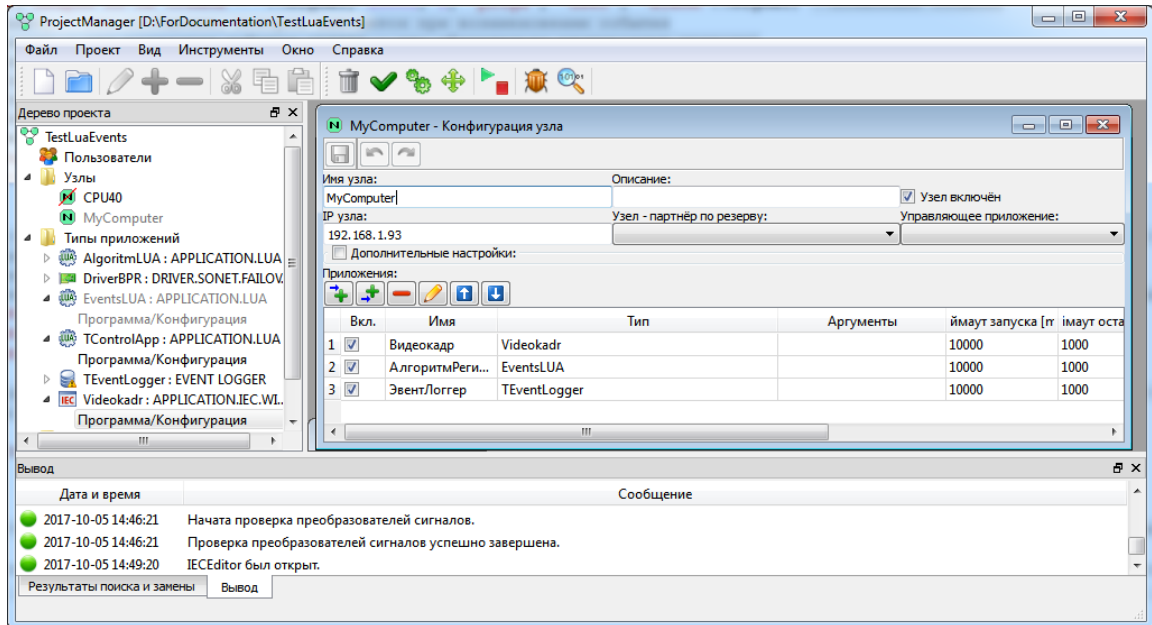 ProjectManager [D:\ForDocumentation\TestLuaEvents]
Файл Проект Вид Инструменты Окно Справка
Дерево проекта
TestLuaEvents
Пользователи
Узлы
CPU40
MyComputer
Типы приложений
AlgoritmLUA : APPLICATION.LUA
DriverBPR : DRIVER.SONET.FAILOV.
EventsLUA : APPLICATION.LUA
Программа/Конфигурация
TControlApp : APPLICATION.LUA
Программа/Конфигурация
TEventLogger : EVENT LOGGER
Videokadr : APPLICATION.IEC.WI..
Программа/Конфигурация
MyComputer - Конфигурация узла
Имя узла: Описание:
MyComputer Узел включён
IP узла: Узел - партнёр по резерву: Управляющее приложение:
192.168.1.93
Дополнительные настройки:
Приложения:
Вкл. Имя Тип Аргументы ймаут запуска [m імаут оста
1 Видеокадр Videokadr 10000 1000
2 АлгоритмРеги... EventsLUA 10000 1000
3 ЭвентЛоггер TEventLogger 10000 1000
Вывод
Дата и время Сообщение
2017-10-05 14:46:21 Начата проверка преобразователей сигналов.
2017-10-05 14:46:21 Проверка преобразователей сигналов успешно завершена.
2017-10-05 14:49:20 IECEditor был открыт.
Результаты поиска и замены Вывод